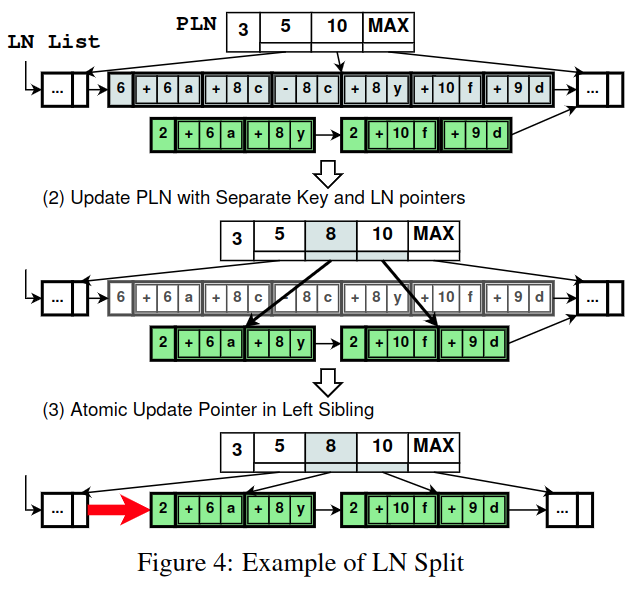 PLN 3 5 10 MAX
LN List
... 6 + 6 a + 8 c - 8 c + 8 y + 10 f + 9 d ...
2 + 6 a + 8 y 2 + 10 f + 9 d
(2) Update PLN with Separate Key and LN pointers
3 5 8 10 MAX
... 6 + 6 a + 8 c - 8 c + 8 y + 10 f + 9 d ...
2 + 6 a + 8 y 2 + 10 f + 9 d
(3) Atomic Update Pointer in Left Sibling
3 5 8 10 MAX
... 2 + 6 a + 8 y 2 + 10 f + 9 d ...
Figure 4: Example of LN Split